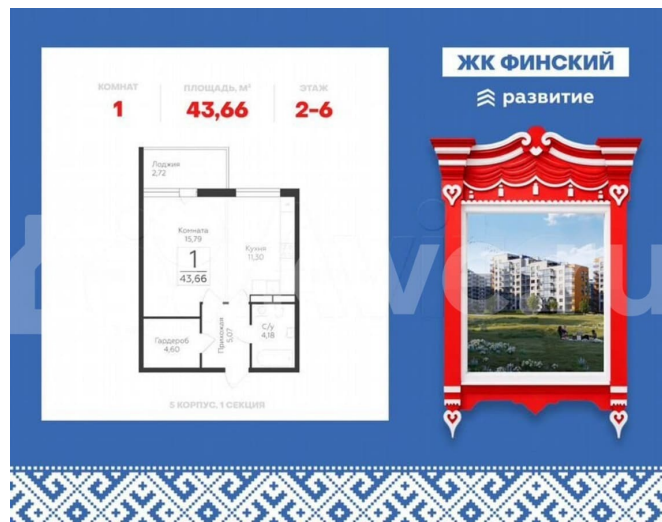 КОМНАТ
1
ПЛОЩАДЬ, М²
43,66
ЭТАЖ
2-6
ЖК ФИНСКИЙ
развитие
Лоджия
2,72
Комната
15,79
1
43,66
Кухня
11,30
Гардероб
4,60
Прихожая
5,07
С/у
4,18
5 КОРПУС, 1 СЕКЦИЯ